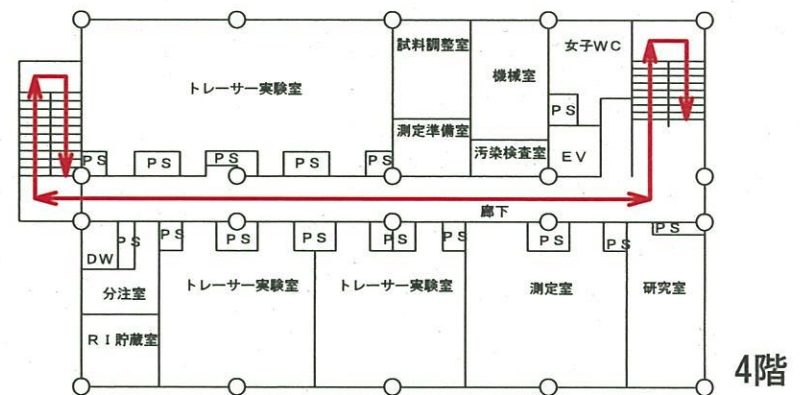 試料調整室
女子WC
機械室
トレーサー実験室
PS
測定準備室
汚染検査室
EV
PS
PS
PS
PS
PS
廊下
PS
PS
PS
PS
PS
PS
PS
PS
PS
DW
分注室
トレーサー実験室
トレーサー実験室
測定室
研究室
RI貯蔵室
4階